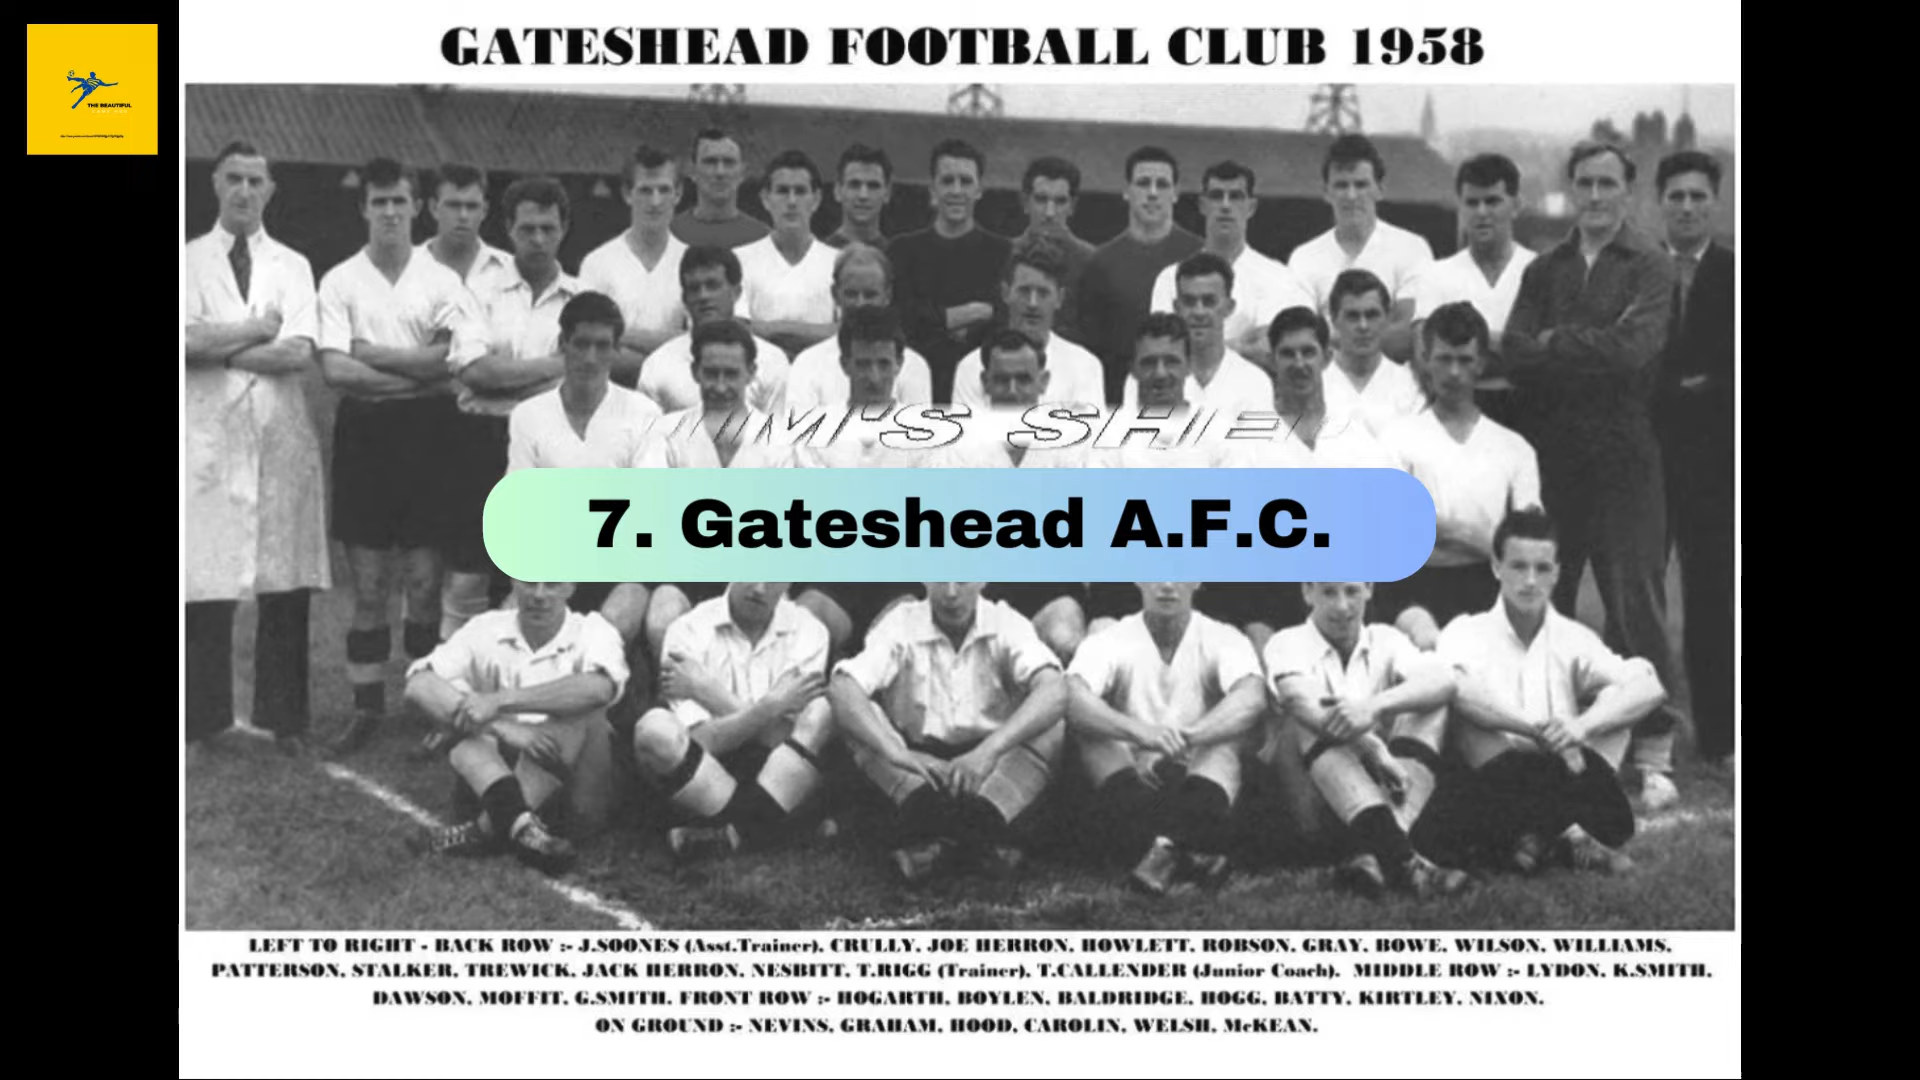 GATESHEAD FOOTBALL CLUB 1958
THE BEAUTIFUL
7. Gateshead A.F.C.
LEFT TO RIGHT - BACK ROW :- J.SOONES (Asst.Trainer). CRULLY. JOE HERRON. HOWLETT. ROBSON. GRAY. BOWE. WILSON. WILLIAMS.
PATTERSON. STALKER. TREWICK. JACK HERRON. NESBITT. T.RIGG (Trainer). T.CALLENDER (Junior Coach). MIDDLE ROW :- LYDON. K.SMITH.
DAWSON. MOFFIT. G.SMITH. FRONT ROW :- HOGARTH. BOYLEN. BALDRIDGE. HOGG. BATTY. KIRTLEY. NIXON.
ON GROUND :- NEVINS. GRAHAM. HOOD. CAROLIN. WELSH. McKEAN.